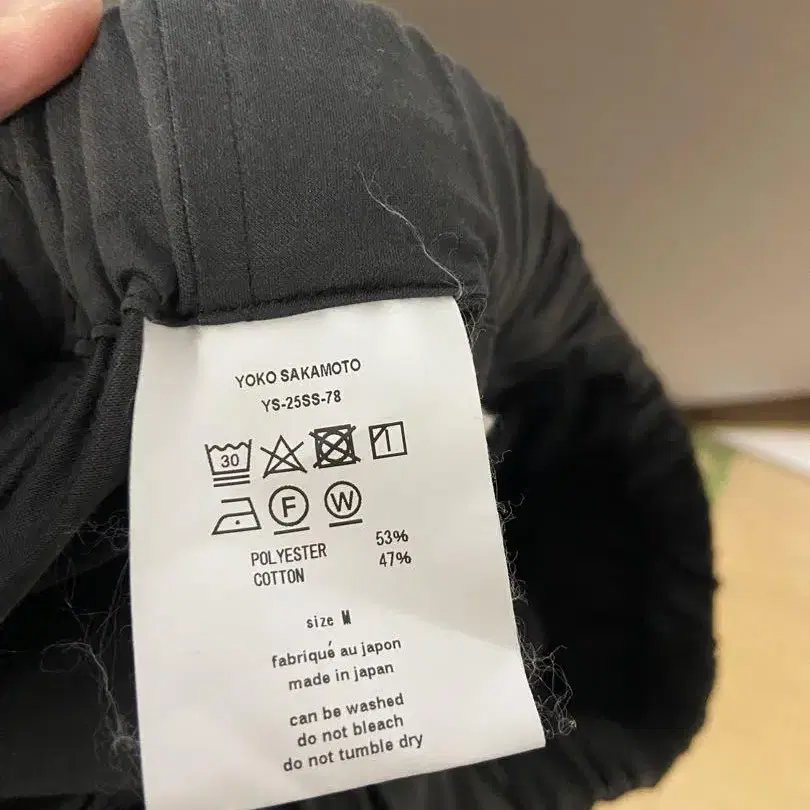 YOKO SAKAMOTO
YS-25SS-78
30
F W
POLYESTER 53%
COTTON 47%
size M
fabriqué au japon
made in japan
can be washed
do not bleach
do not tumble dry